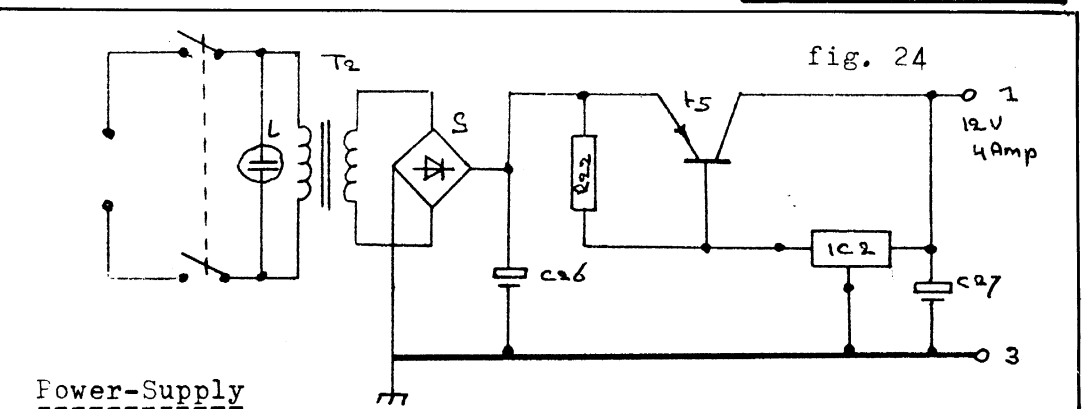 fig. 24
T2
L
S
t5
1
12V
4Amp
R22
IC2
C26
C27
3
Power-Supply